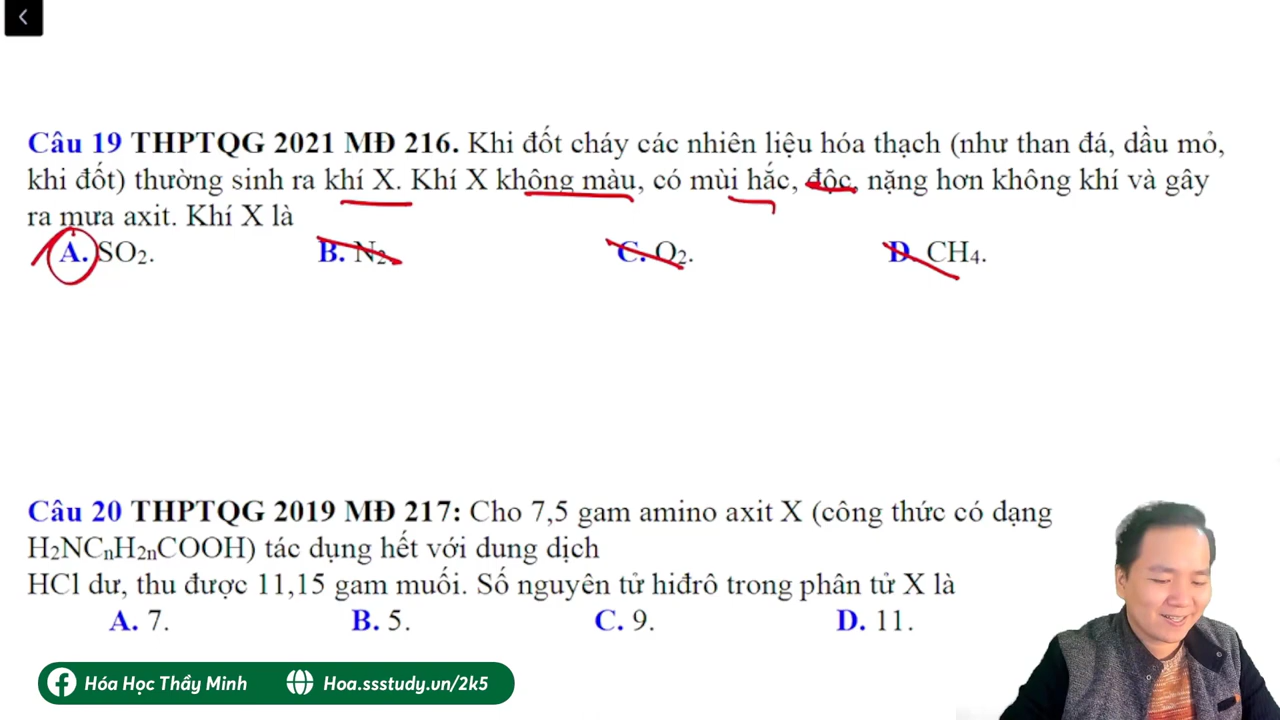 Câu 19 THPTQG 2021 MĐ 216. Khi đốt cháy các nhiên liệu hóa thạch (như than đá, dầu mỏ,
khi đốt) thường sinh ra khí X. Khí X không màu, có mùi hắc, độc, nặng hơn không khí và gây
ra mưa axit. Khí X là
A. SO₂. B. N₂. C. O₂. D. CH₄.
Câu 20 THPTQG 2019 MĐ 217: Cho 7,5 gam amino axit X (công thức có dạng
H₂NCₙH₂ₙCOOH) tác dụng hết với dung dịch
HCl dư, thu được 11,15 gam muối. Số nguyên tử hiđrô trong phân tử X là
A. 7. B. 5. C. 9. D. 11.
Hóa Học Thầy Minh Hoa.ssstudy.vn/2k5